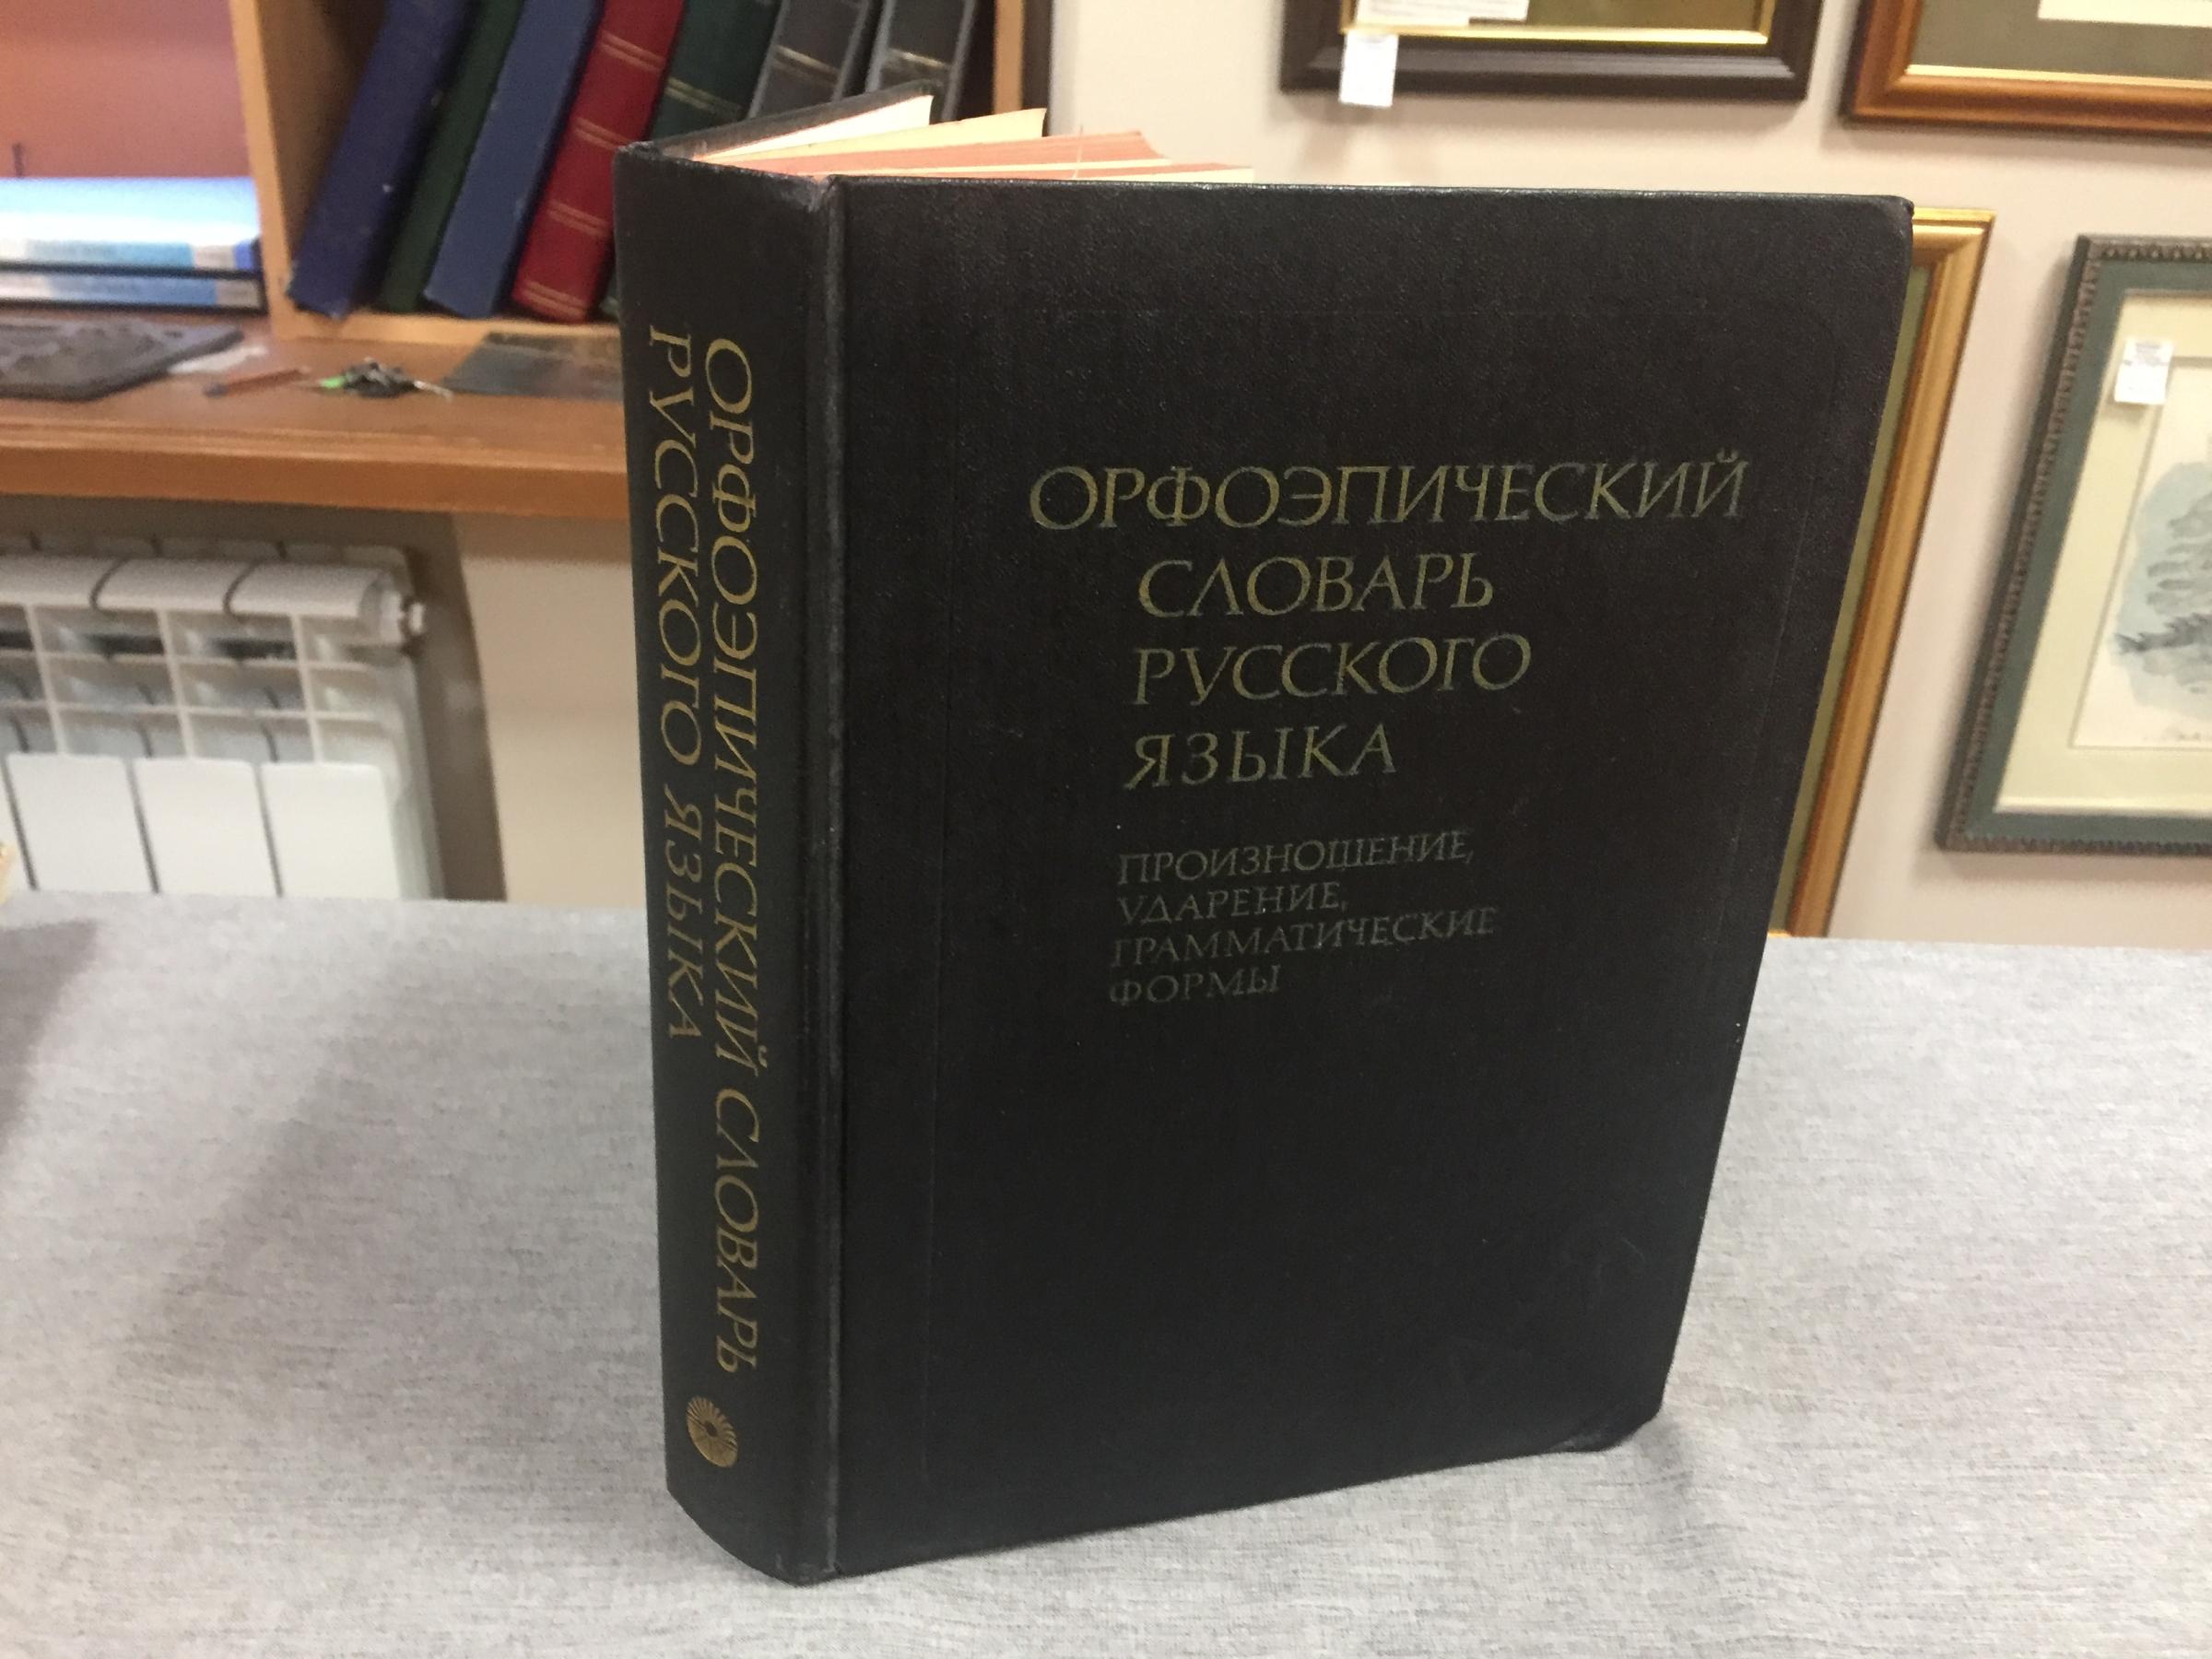 ОРФОЭПИЧЕСКИЙ СЛОВАРЬ
РУССКОГО ЯЗЫКА
ОРФОЭПИЧЕСКИЙ
СЛОВАРЬ
РУССКОГО
ЯЗЫКА
ПРОИЗНОШЕНИЕ,
УДАРЕНИЕ,
ГРАММАТИЧЕСКИЕ
ФОРМЫ